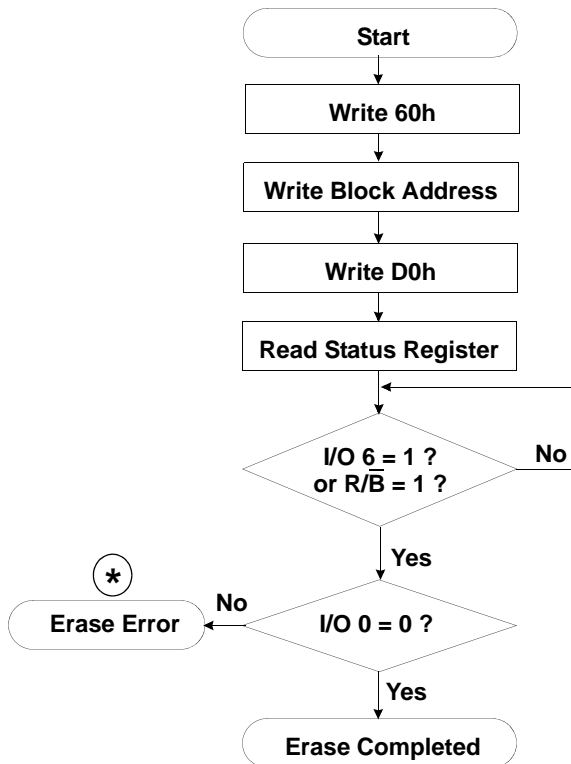 Start
Write 60h
Write Block Address
Write D0h
Read Status Register
I/O 6 = 1 ?
or R/B̅ = 1 ?
No
Yes
*
No
Erase Error
I/O 0 = 0 ?
Yes
Erase Completed